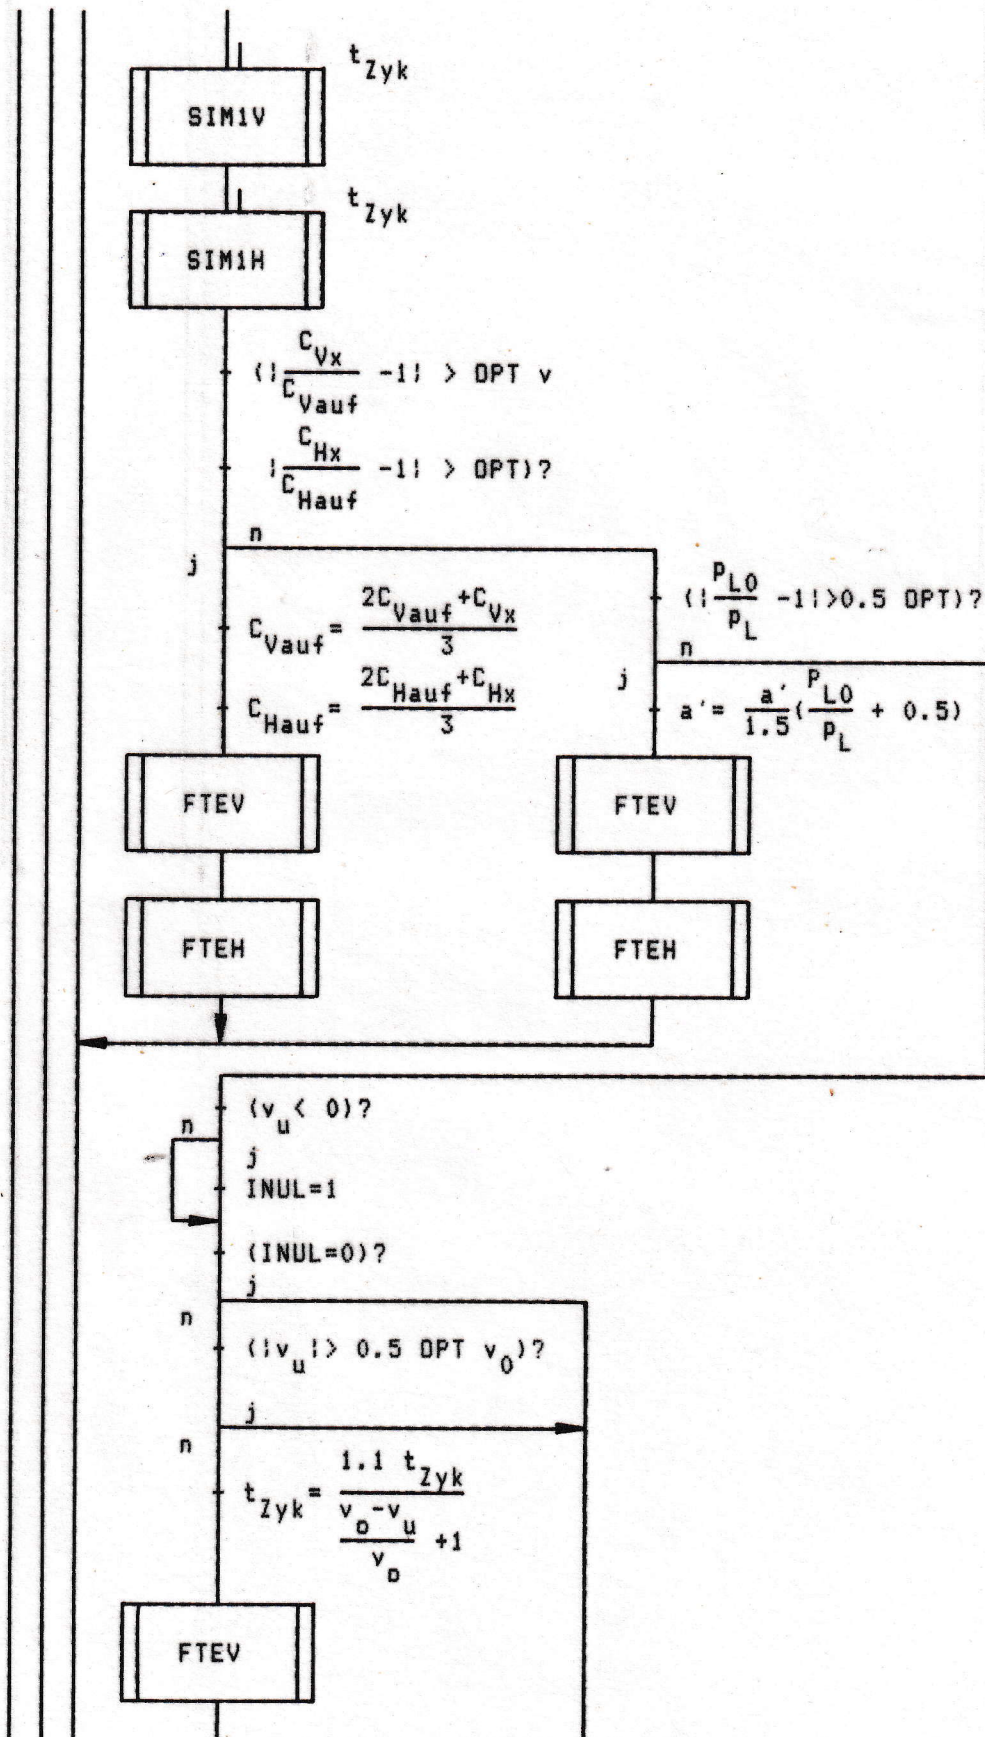 t_Zyk
SIM1V
t_Zyk
SIM1H
(|C_Vx/C_Vauf -1| > OPT v
|C_Hx/C_Hauf -1| > OPT)?
n
j
(|P_L0/P_L -1|>0.5 OPT)?
C_Vauf= (2C_Vauf+C_Vx)/3
n
j
C_Hauf= (2C_Hauf+C_Hx)/3
a'= a'/1.5(P_L0/P_L + 0.5)
FTEV
FTEV
FTEH
FTEH
(v_u< 0)?
n
j
INUL=1
(INUL=0)?
j
n
(|v_u|> 0.5 OPT v_0)?
j
n
t_Zyk= 1.1 t_Zyk/((v_o-v_u)/v_o +1)
FTEV